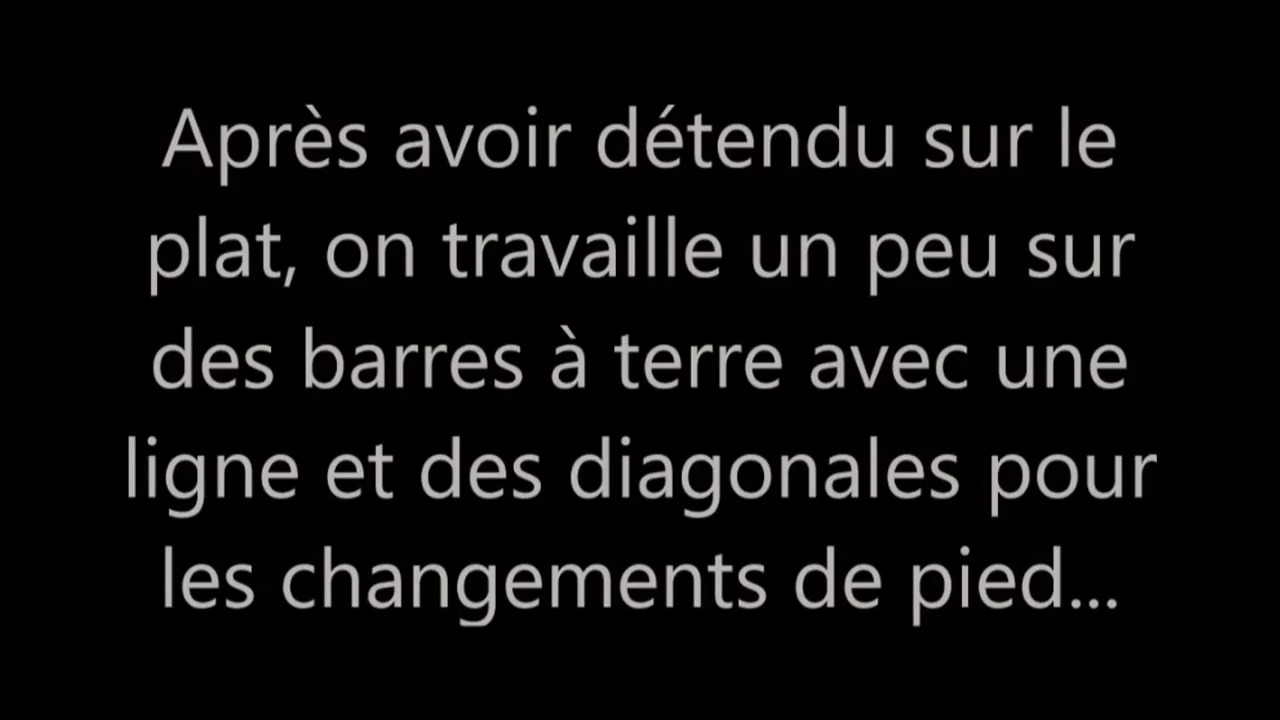 Après avoir détendu sur le
plat, on travaille un peu sur
des barres à terre avec une
ligne et des diagonales pour
les changements de pied...